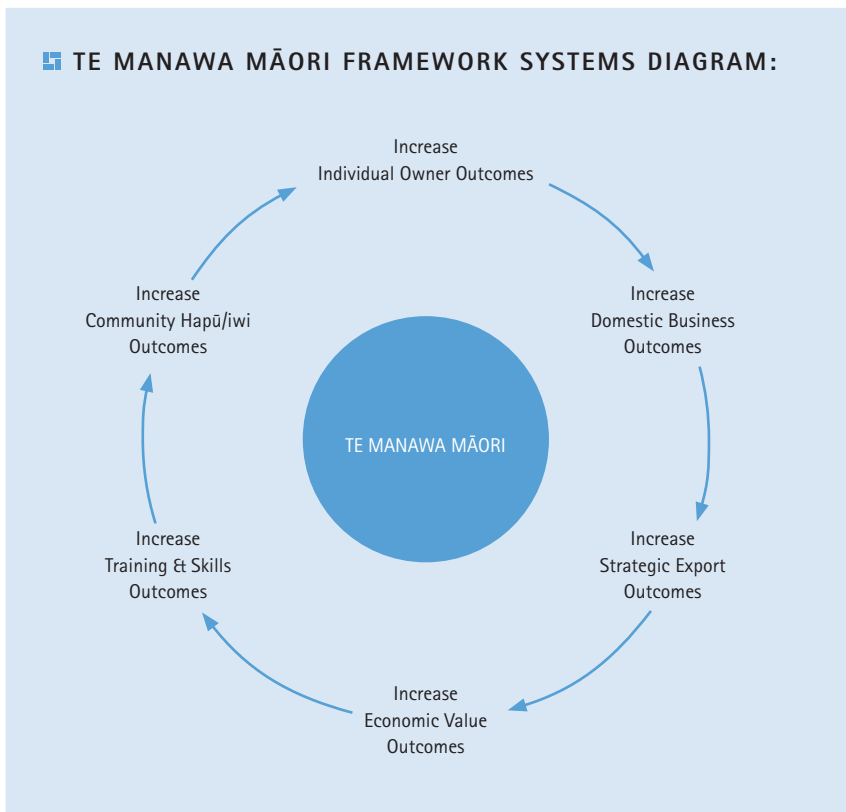 TE MANAWA MĀORI FRAMEWORK SYSTEMS DIAGRAM:
Increase
Individual Owner Outcomes
Increase
Domestic Business
Outcomes
Increase
Strategic Export
Outcomes
Increase
Economic Value
Outcomes
Increase
Training & Skills
Outcomes
Increase
Community Hapū/iwi
Outcomes
TE MANAWA MĀORI